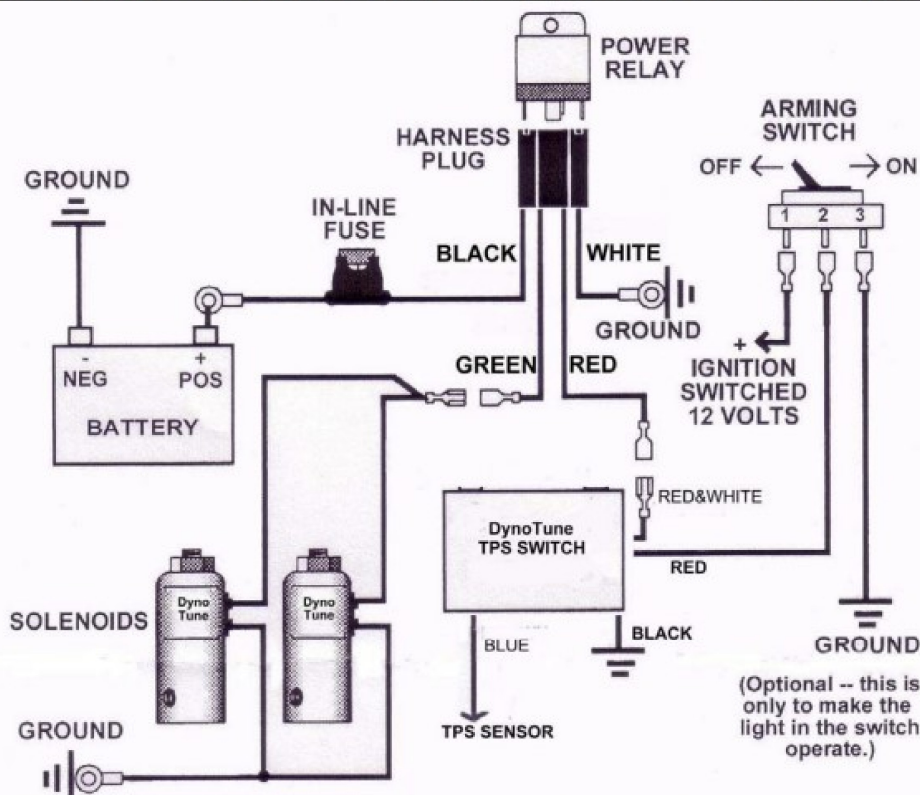 POWER
RELAY
ARMING
SWITCH
OFF
ON
HARNESS
PLUG
GROUND
IN-LINE
FUSE
1 2 3
BLACK
WHITE
GROUND
+
IGNITION
SWITCHED
12 VOLTS
GREEN
RED
- +
NEG POS
BATTERY
RED&WHITE
DynoTune
TPS SWITCH
RED
SOLENOIDS
Dyno
Tune
Dyno
Tune
BLUE
BLACK
GROUND
(Optional -- this is
only to make the
light in the switch
operate.)
TPS SENSOR
GROUND